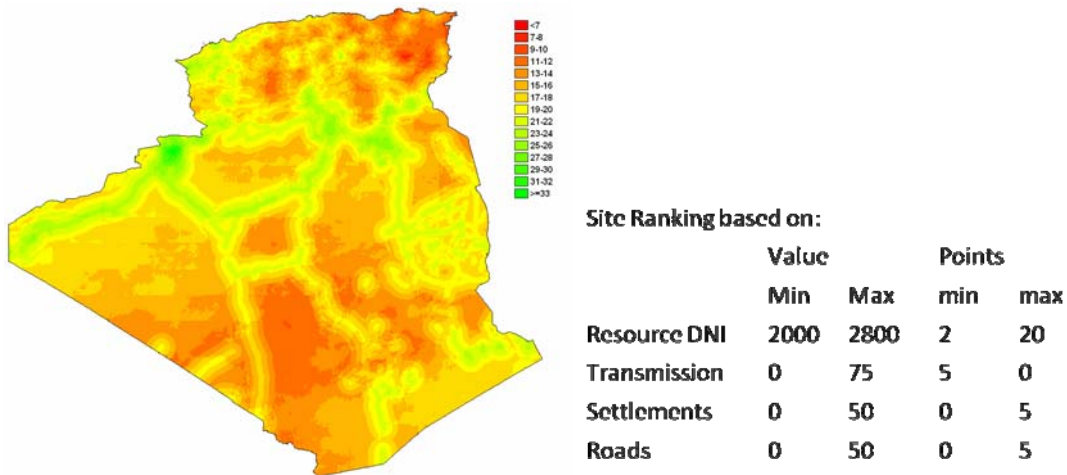 <7
7-8
9-10
11-12
13-14
15-16
17-18
19-20
21-22
23-24
25-26
27-28
29-30
31-32
>=33
Site Ranking based on:
Value Points
Min Max min max
Resource DNI 2000 2800 2 20
Transmission 0 75 5 0
Settlements 0 50 0 5
Roads 0 50 0 5